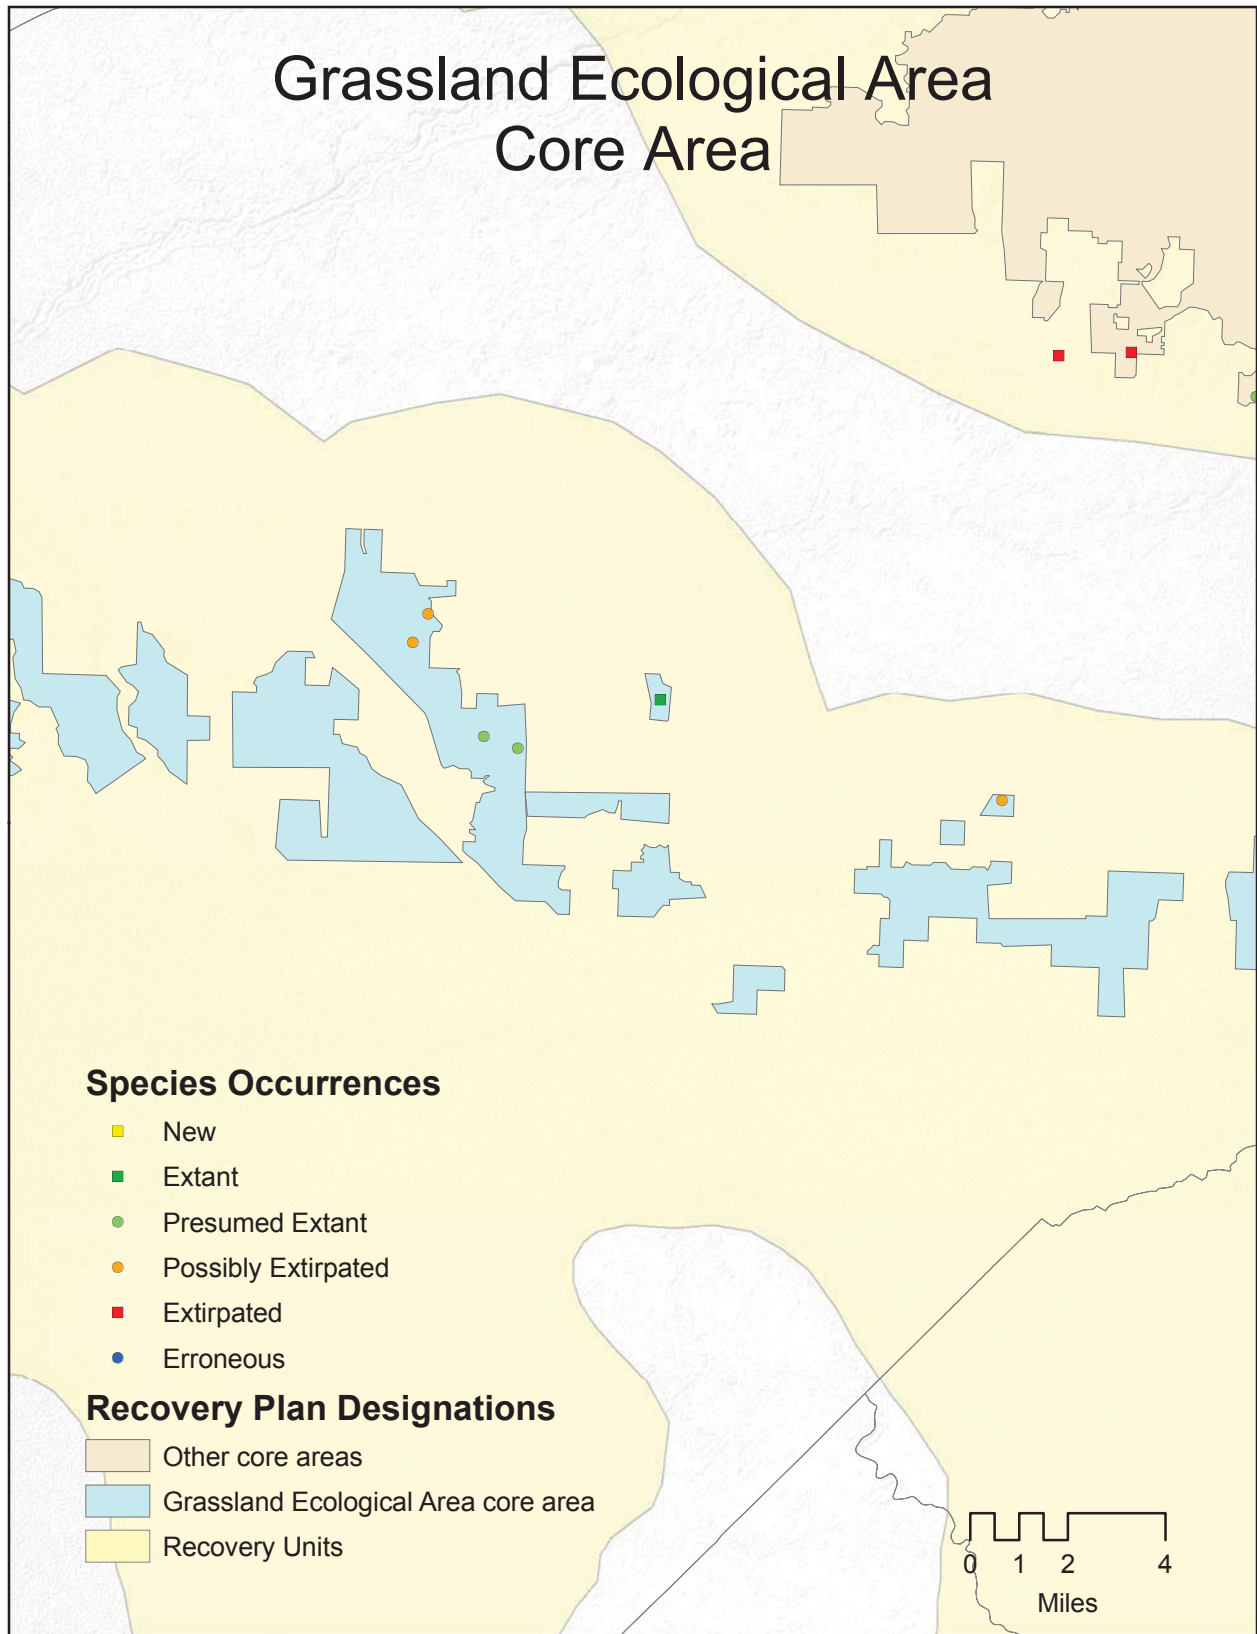 Grassland Ecological Area
Core Area
Species Occurrences
New
Extant
Presumed Extant
Possibly Extirpated
Extirpated
Erroneous
Recovery Plan Designations
Other core areas
Grassland Ecological Area core area
Recovery Units
0 1 2 4
Miles